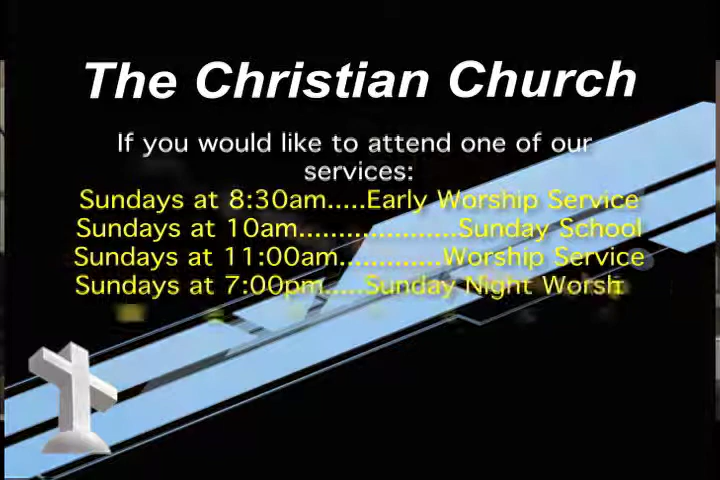 The Christian Church
If you would like to attend one of our
services:
Sundays at 8:30am.....Early Worship Service
Sundays at 10am....................Sunday School
Sundays at 11:00am.............Worship Service
Sundays at 7:00pm.....Sunday Night Worsh